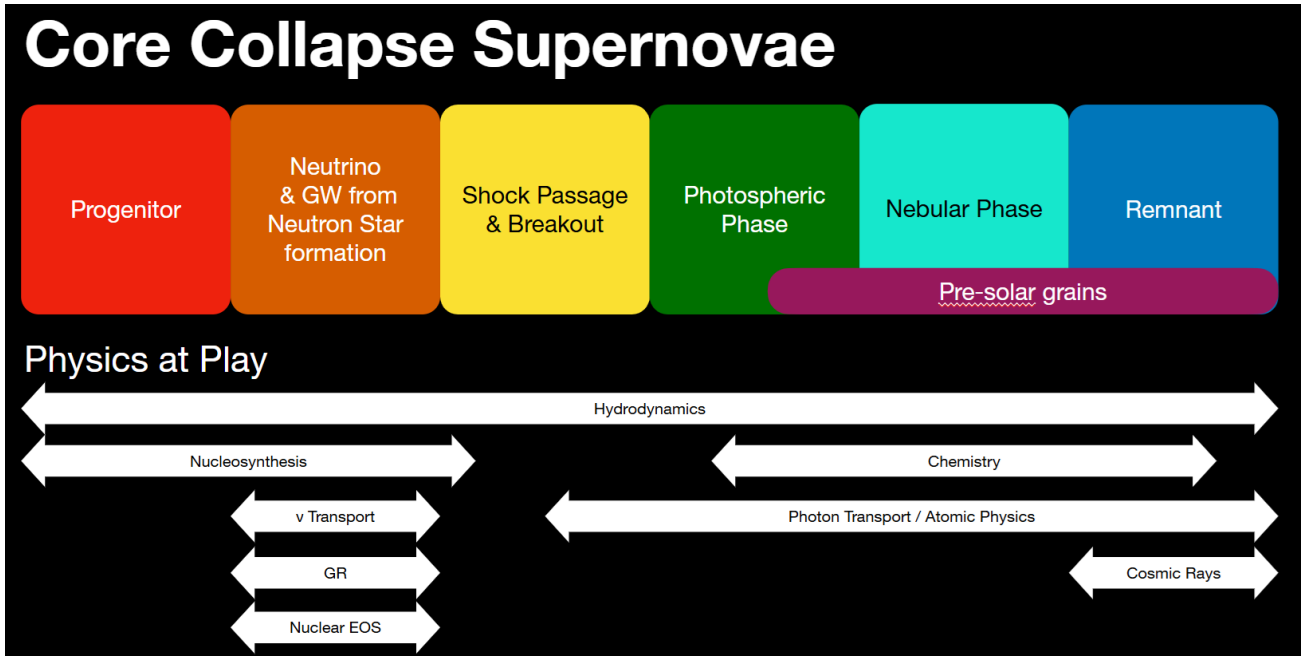 Core Collapse Supernovae
Progenitor
Neutrino
& GW from
Neutron Star
formation
Shock Passage
& Breakout
Photospheric
Phase
Nebular Phase
Remnant
Pre-solar grains
Physics at Play
Hydrodynamics
Nucleosynthesis
Chemistry
ν Transport
Photon Transport / Atomic Physics
GR
Cosmic Rays
Nuclear EOS